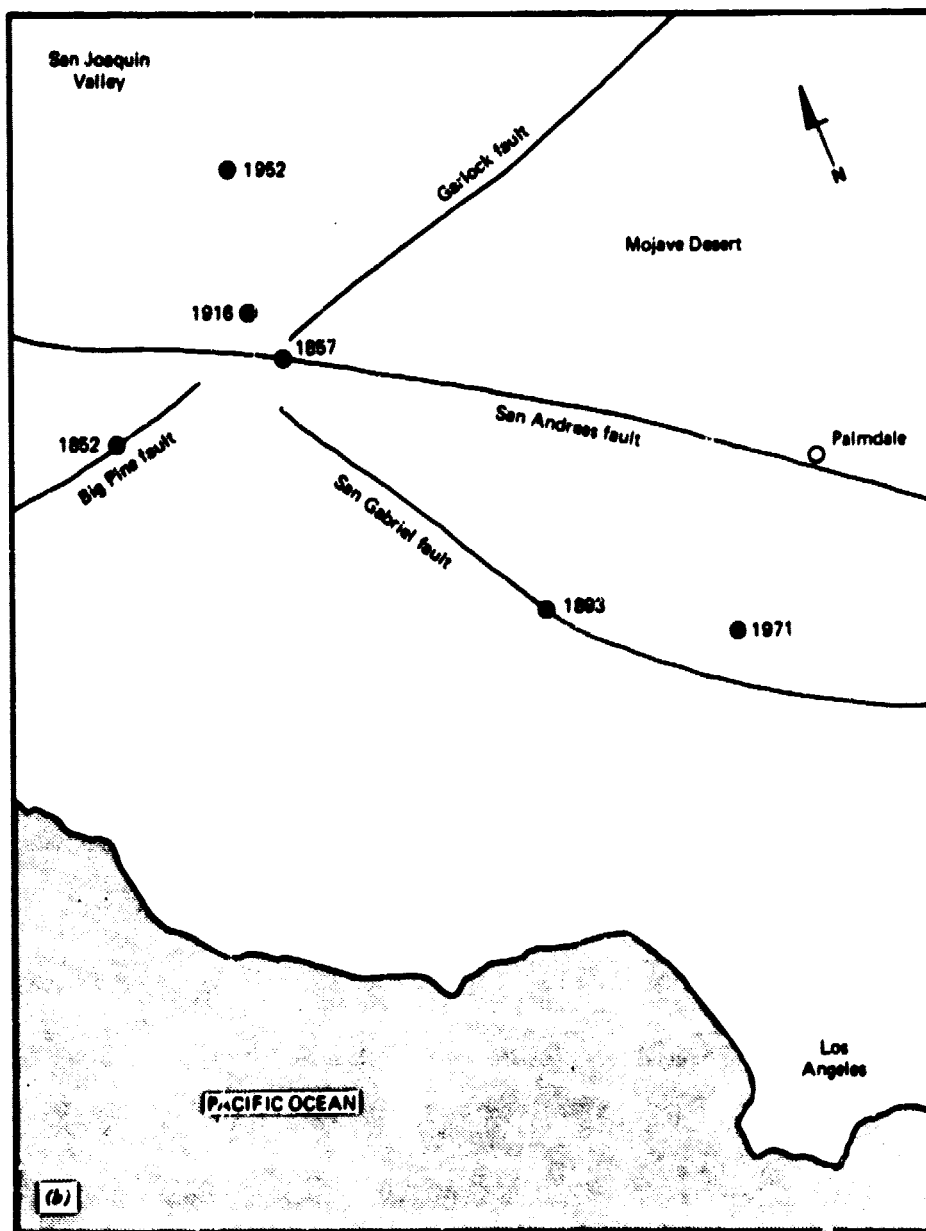 San Joaquin
Valley
1952
Garlock fault
N
Mojave Desert
1916
1857
San Andreas fault
Palmdale
1852
Big Pine fault
San Gabriel fault
1893
1971
Los
Angeles
PACIFIC OCEAN
(b)